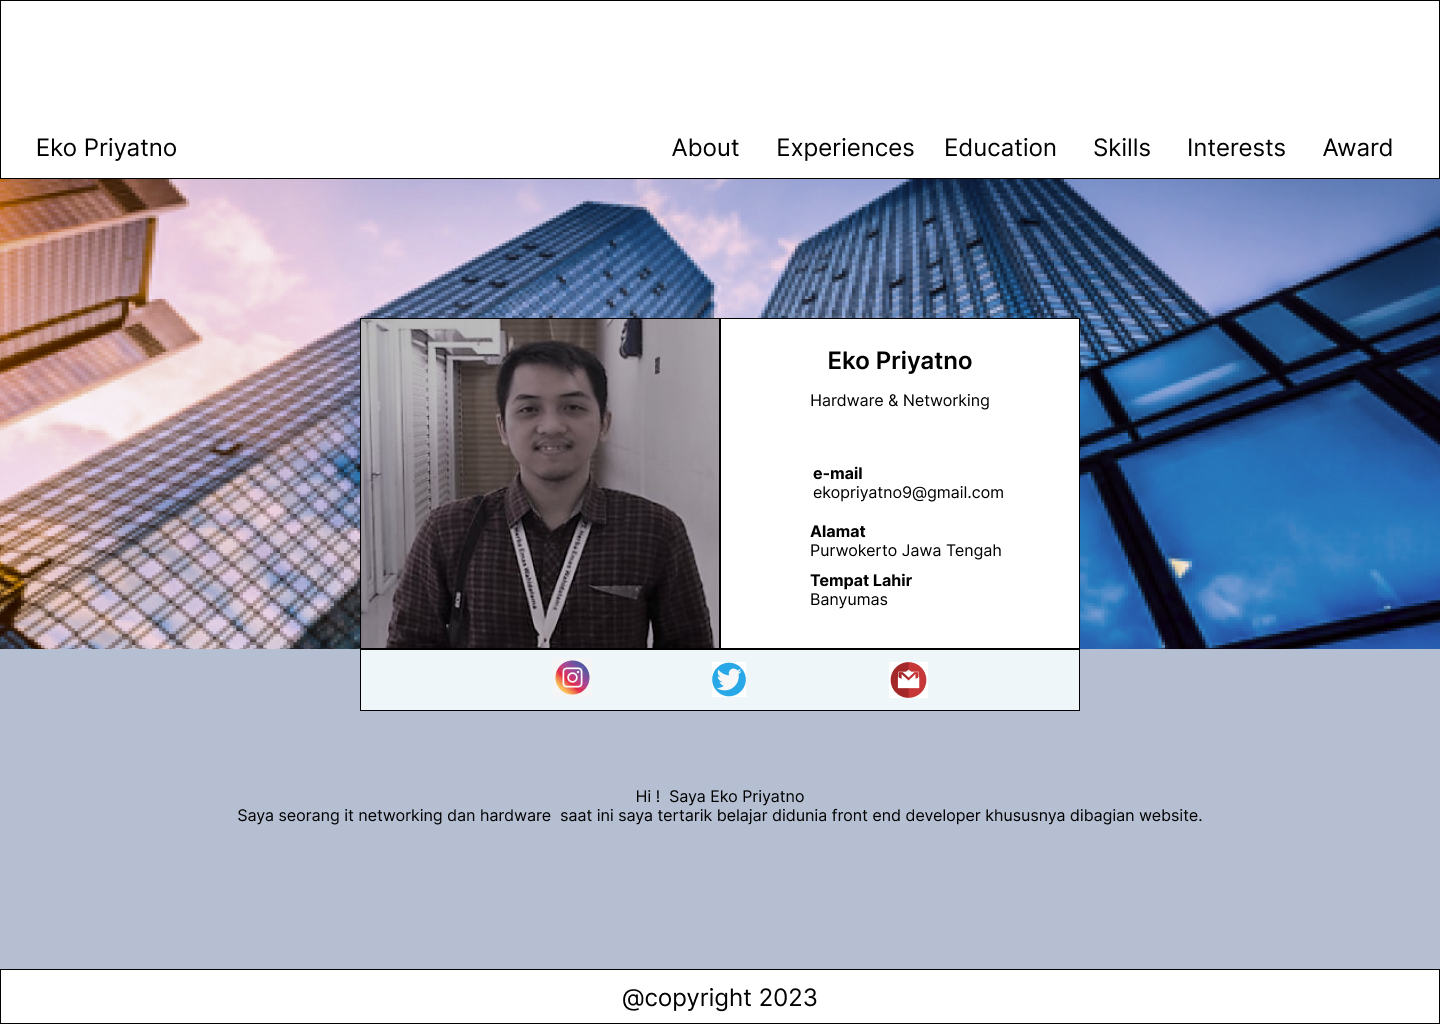 Eko Priyatno
About Experiences Education Skills Interests Award
Eko Priyatno
Hardware & Networking
e-mail
ekopriyatno9@gmail.com
Alamat
Purwokerto Jawa Tengah
Tempat Lahir
Banyumas
Hi ! Saya Eko Priyatno
Saya seorang it networking dan hardware saat ini saya tertarik belajar didunia front end developer khususnya dibagian website.
@copyright 2023